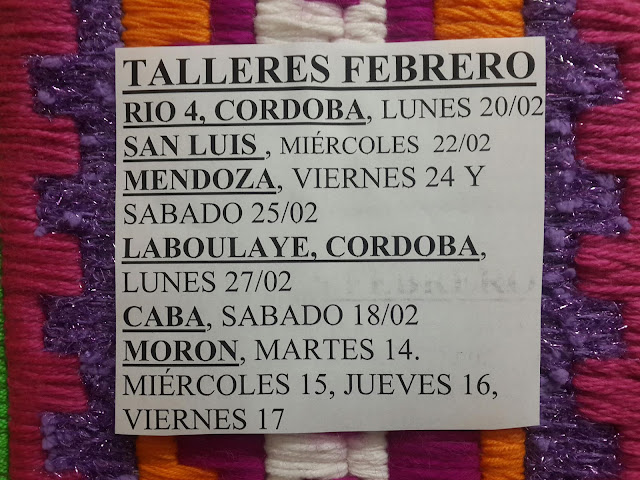 TALLERES FEBRERO
RIO 4, CORDOBA, LUNES 20/02
SAN LUIS , MIÉRCOLES 22/02
MENDOZA, VIERNES 24 Y
SABADO 25/02
LABOULAYE, CORDOBA,
LUNES 27/02
CABA, SABADO 18/02
MORON, MARTES 14.
MIÉRCOLES 15, JUEVES 16,
VIERNES 17